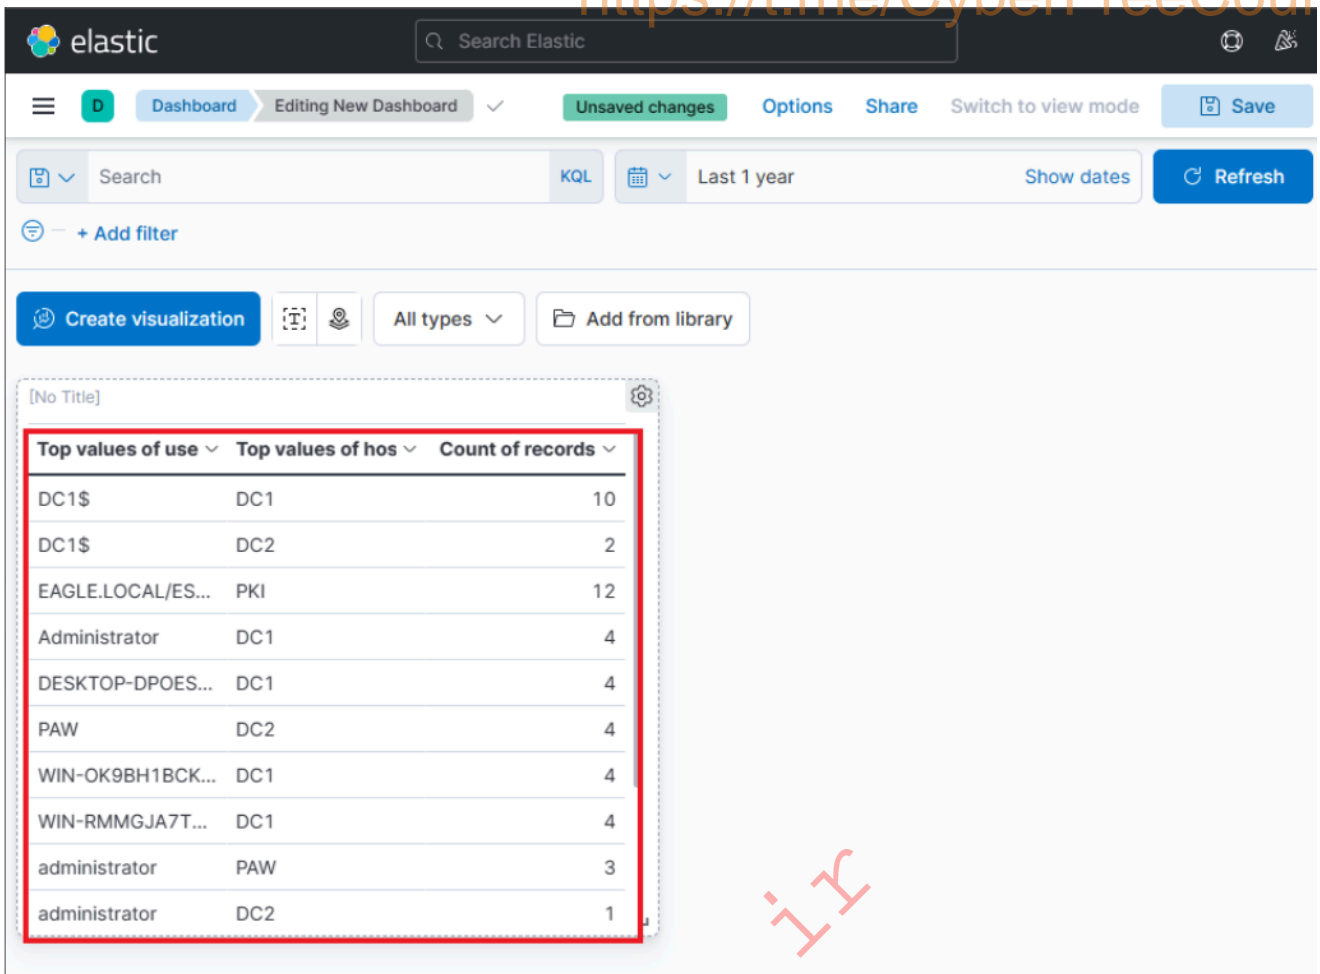 https://t.me/CyberFreeCour
elastic
Search Elastic
D
Dashboard
Editing New Dashboard
Unsaved changes
Options
Share
Switch to view mode
Save
Search
KQL
Last 1 year
Show dates
Refresh
+ Add filter
Create visualization
All types
Add from library
[No Title]
Top values of use Top values of hos Count of records
DC1$ DC1 10
DC1$ DC2 2
EAGLE.LOCAL/ES... PKI 12
Administrator DC1 4
DESKTOP-DPOES... DC1 4
PAW DC2 4
WIN-OK9BH1BCK... DC1 4
WIN-RMMGJA7T... DC1 4
administrator PAW 3
administrator DC2 1
ir